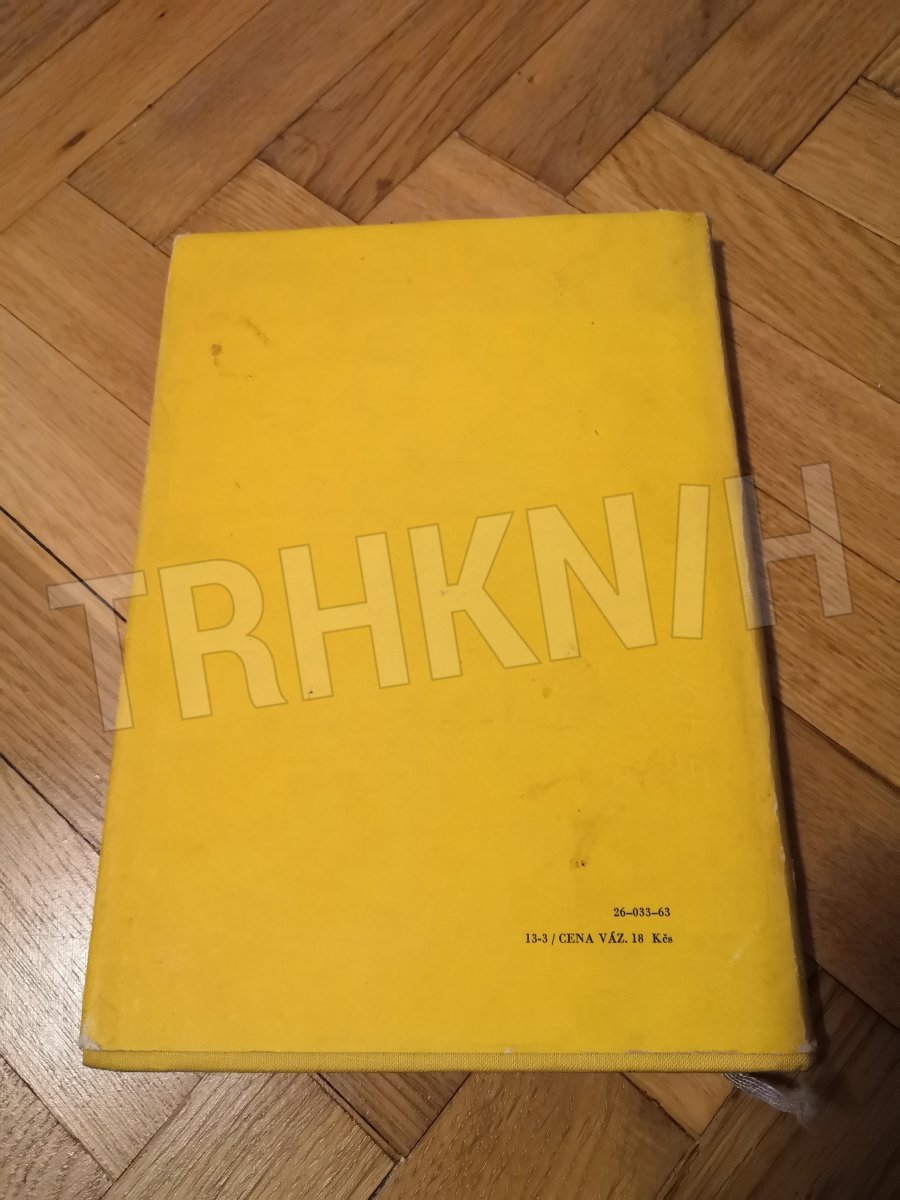 TRHKNIH
26–033–63
13-3 / CENA VÁZ. 18 Kčs